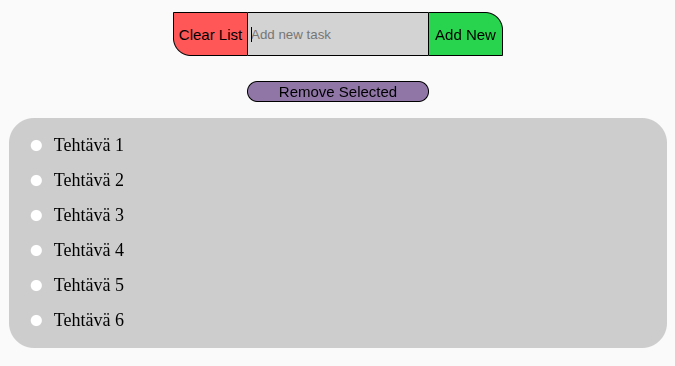 Clear List Add new task Add New
Remove Selected
Tehtävä 1
Tehtävä 2
Tehtävä 3
Tehtävä 4
Tehtävä 5
Tehtävä 6